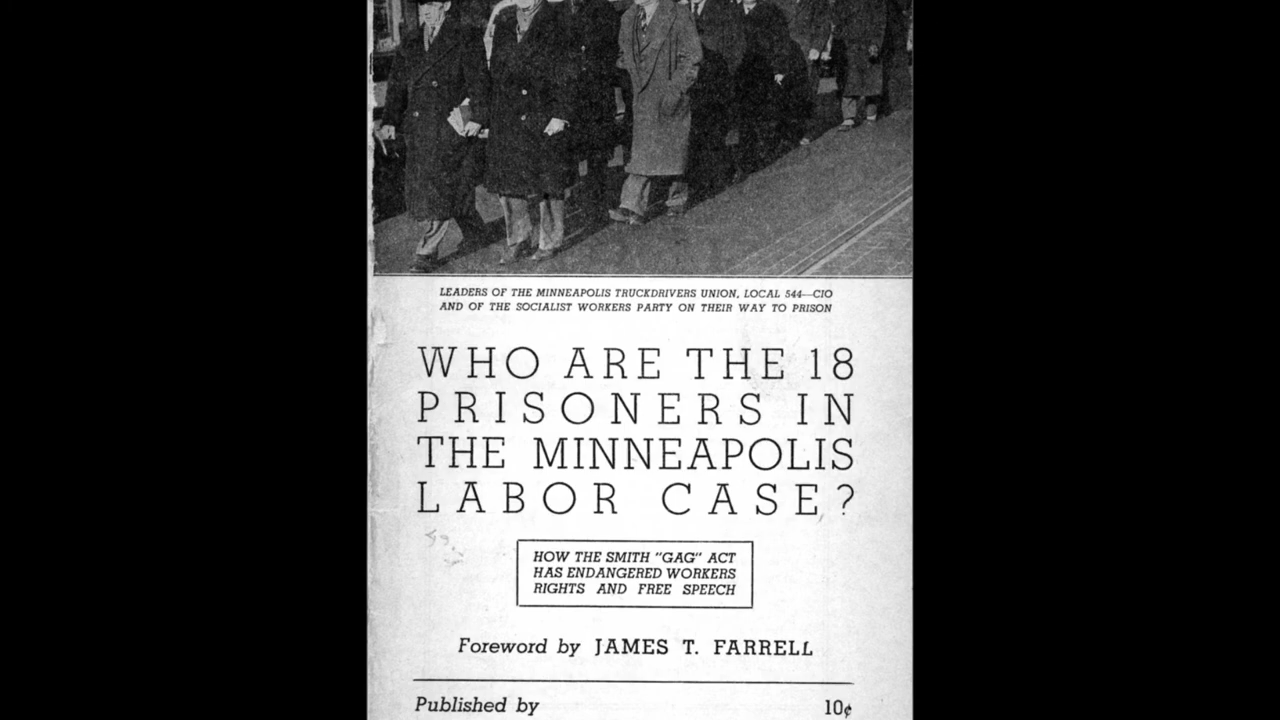 LEADERS OF THE MINNEAPOLIS TRUCKDRIVERS UNION, LOCAL 544—CIO
AND OF THE SOCIALIST WORKERS PARTY ON THEIR WAY TO PRISON
WHO ARE THE 18
PRISONERS IN
THE MINNEAPOLIS
LABOR CASE?
HOW THE SMITH "GAG" ACT
HAS ENDANGERED WORKERS
RIGHTS AND FREE SPEECH
Foreword by JAMES T. FARRELL
Published by 10¢